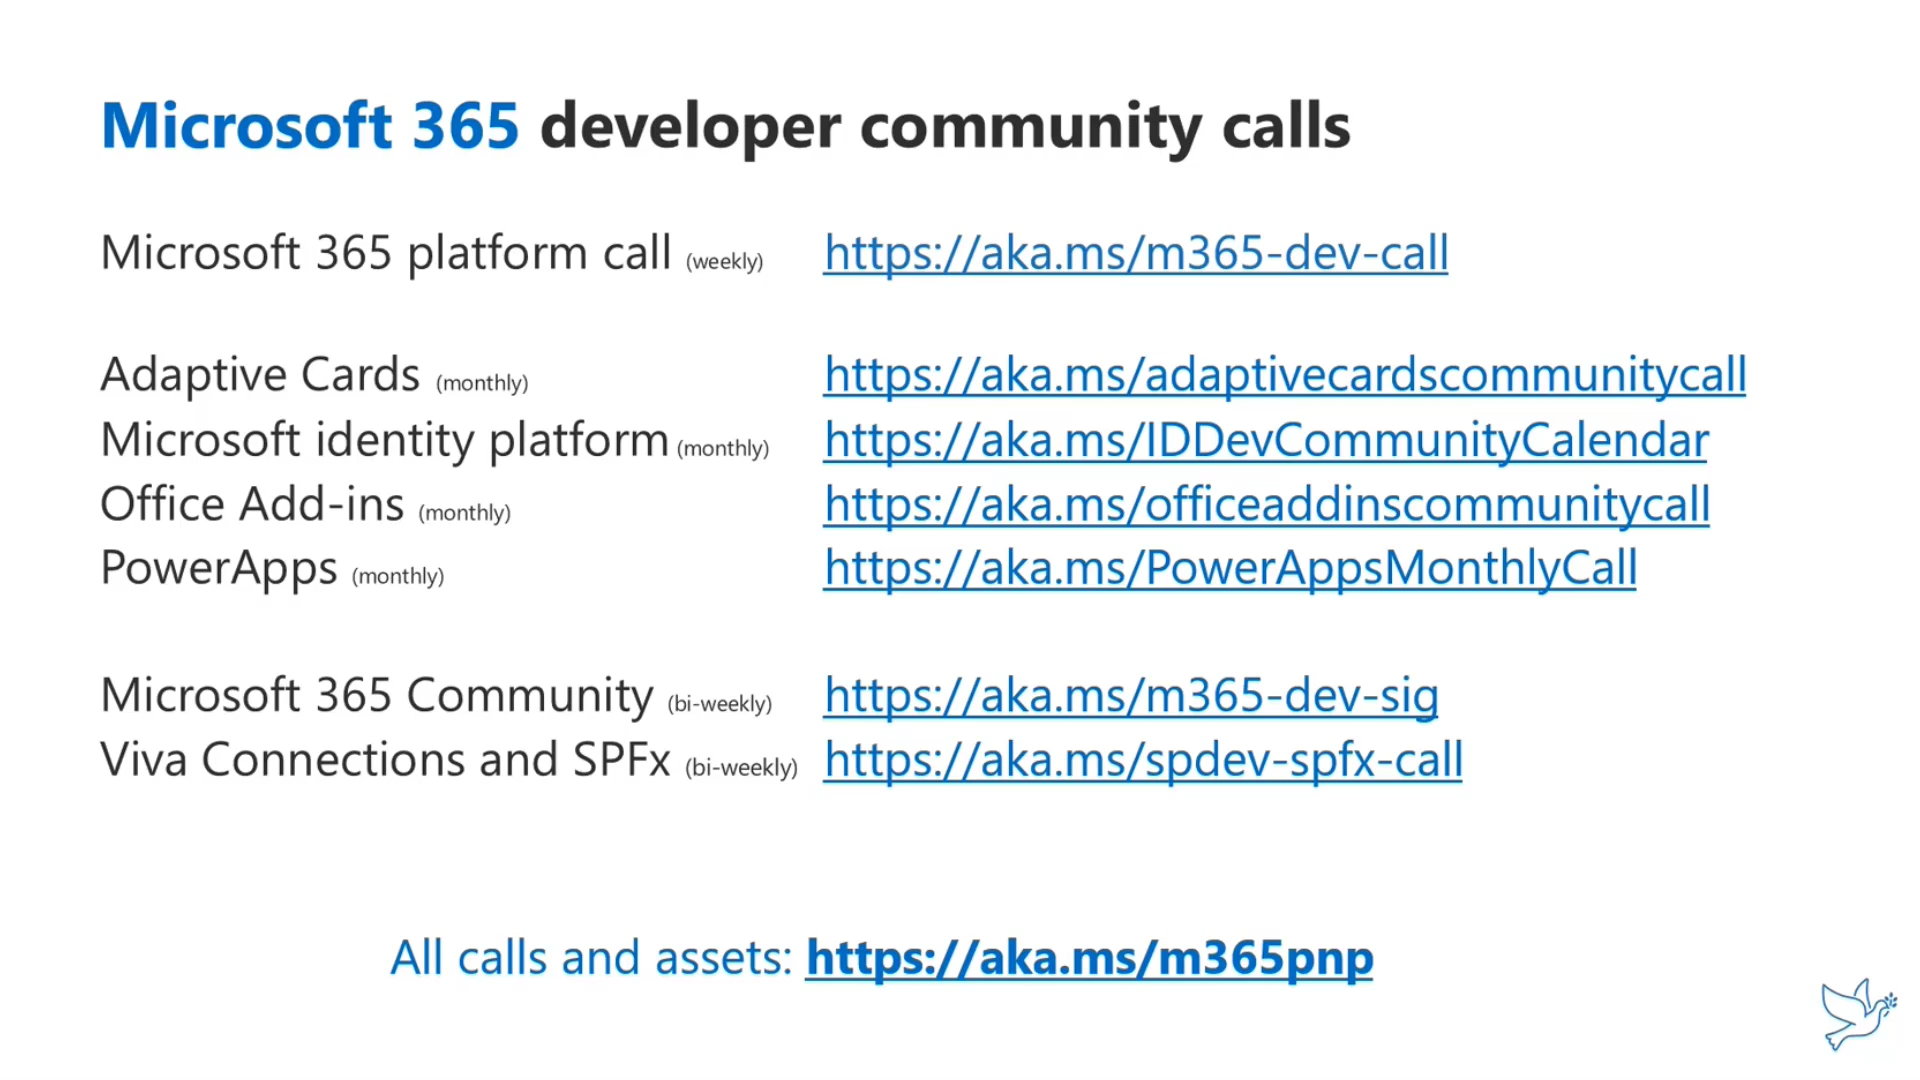 Microsoft 365 developer community calls
Microsoft 365 platform call (weekly) https://aka.ms/m365-dev-call
Adaptive Cards (monthly) https://aka.ms/adaptivecardscommunitycall
Microsoft identity platform (monthly) https://aka.ms/IDDevCommunityCalendar
Office Add-ins (monthly) https://aka.ms/officeaddinscommunitycall
PowerApps (monthly) https://aka.ms/PowerAppsMonthlyCall
Microsoft 365 Community (bi-weekly) https://aka.ms/m365-dev-sig
Viva Connections and SPFx (bi-weekly) https://aka.ms/spdev-spfx-call
All calls and assets: https://aka.ms/m365pnp